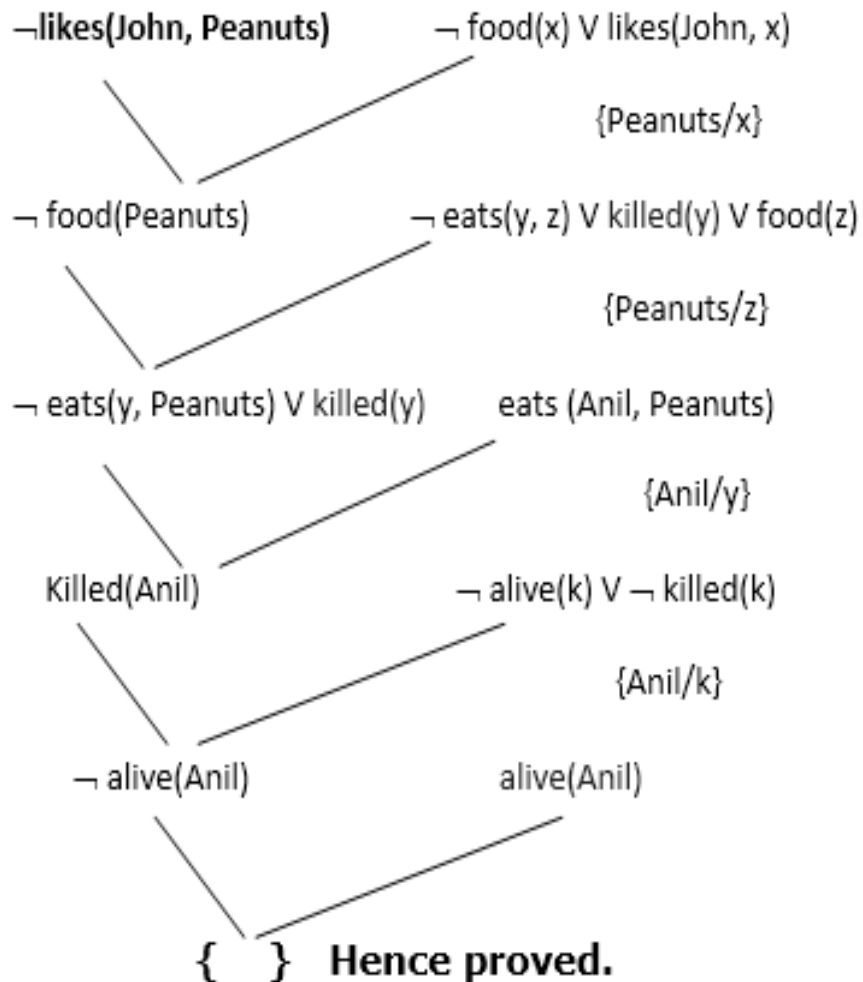 ¬likes(John, Peanuts) ¬ food(x) V likes(John, x)
{Peanuts/x}
¬ food(Peanuts) ¬ eats(y, z) V killed(y) V food(z)
{Peanuts/z}
¬ eats(y, Peanuts) V killed(y) eats (Anil, Peanuts)
{Anil/y}
Killed(Anil) ¬ alive(k) V ¬ killed(k)
{Anil/k}
¬ alive(Anil) alive(Anil)
{ } Hence proved.